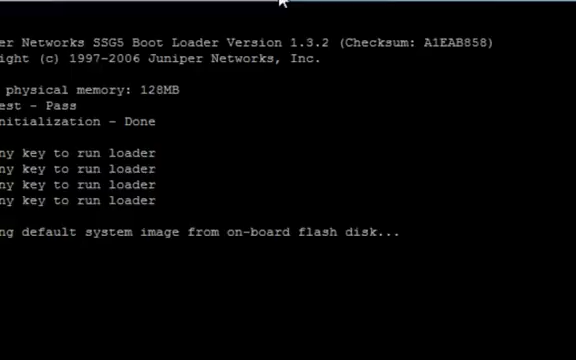 er Networks SSG5 Boot Loader Version 1.3.2 (Checksum: A1EAB858)
ight (c) 1997-2006 Juniper Networks, Inc.
physical memory: 128MB
est - Pass
nitialization - Done
ny key to run loader
ny key to run loader
ny key to run loader
ny key to run loader
ng default system image from on-board flash disk...